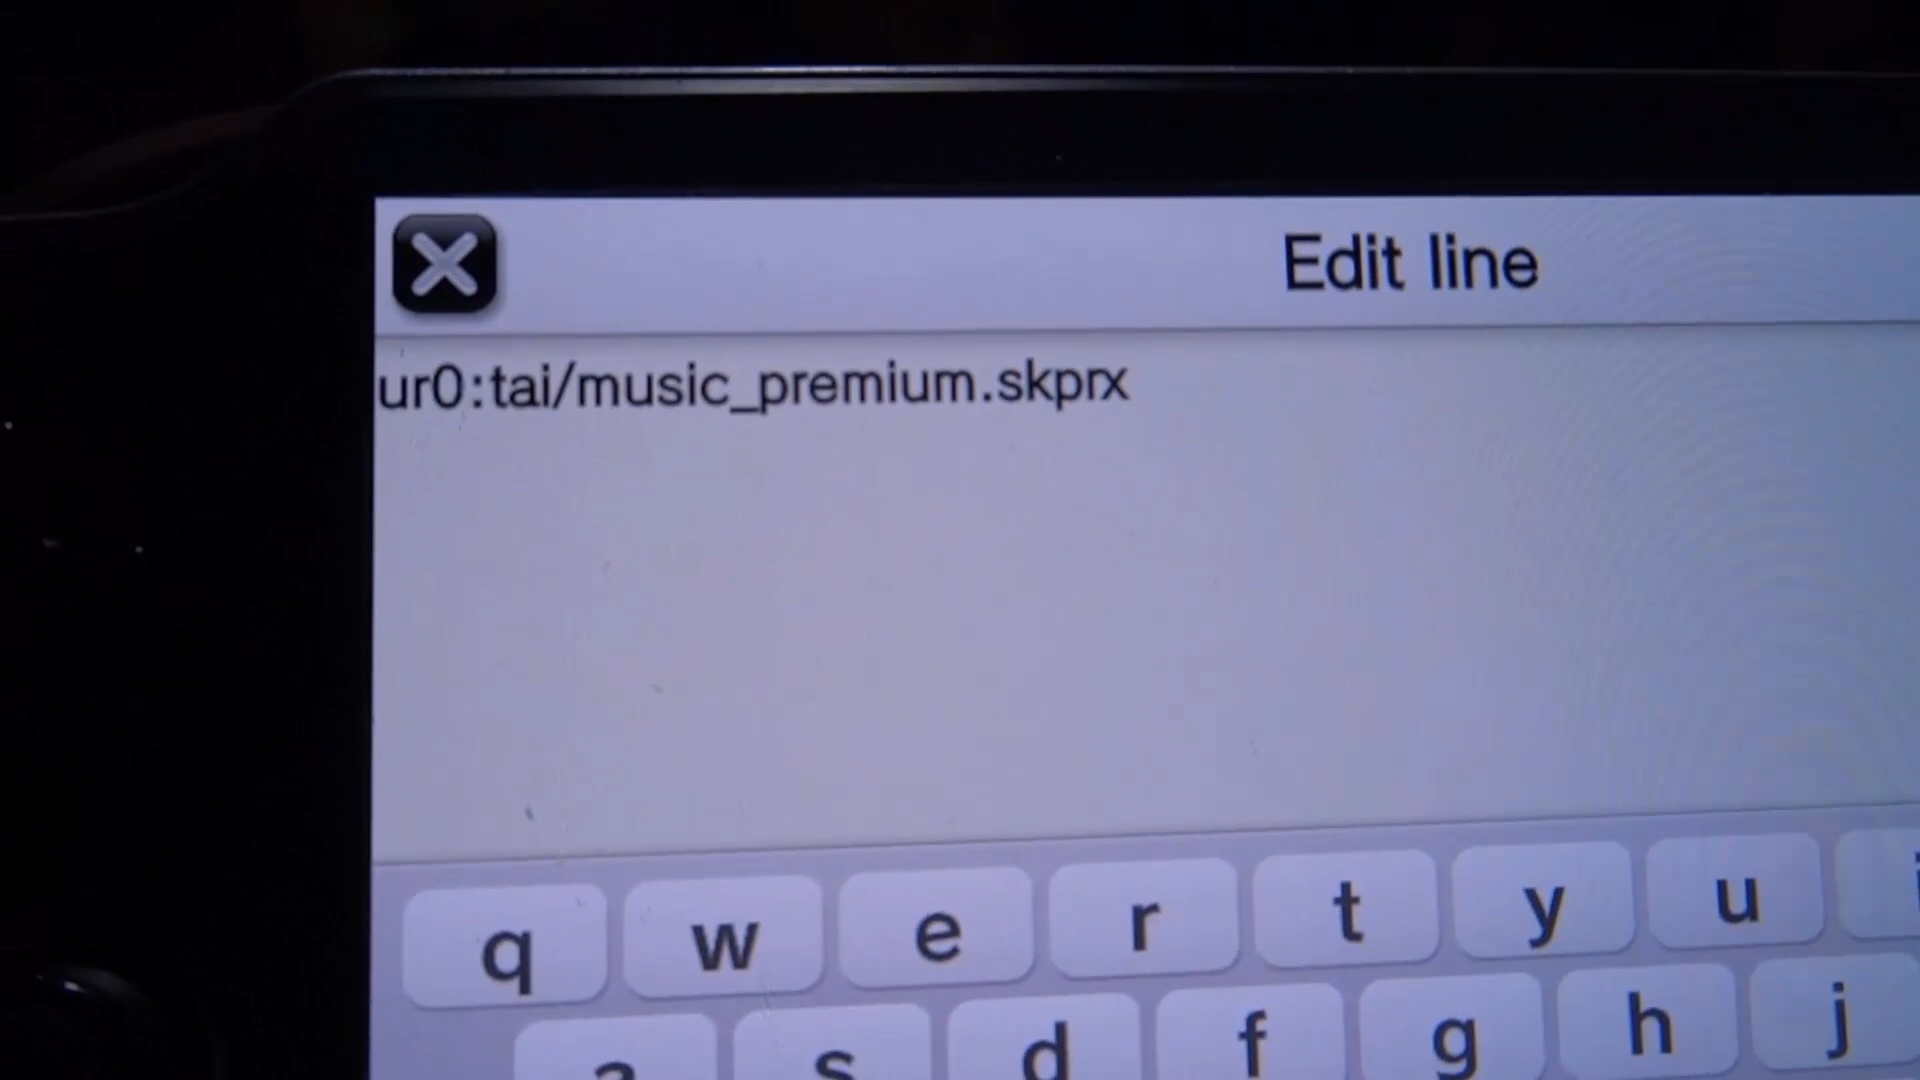 Edit line
ur0:tai/music_premium.skprx
q w e r t y u i
a s d f g h j